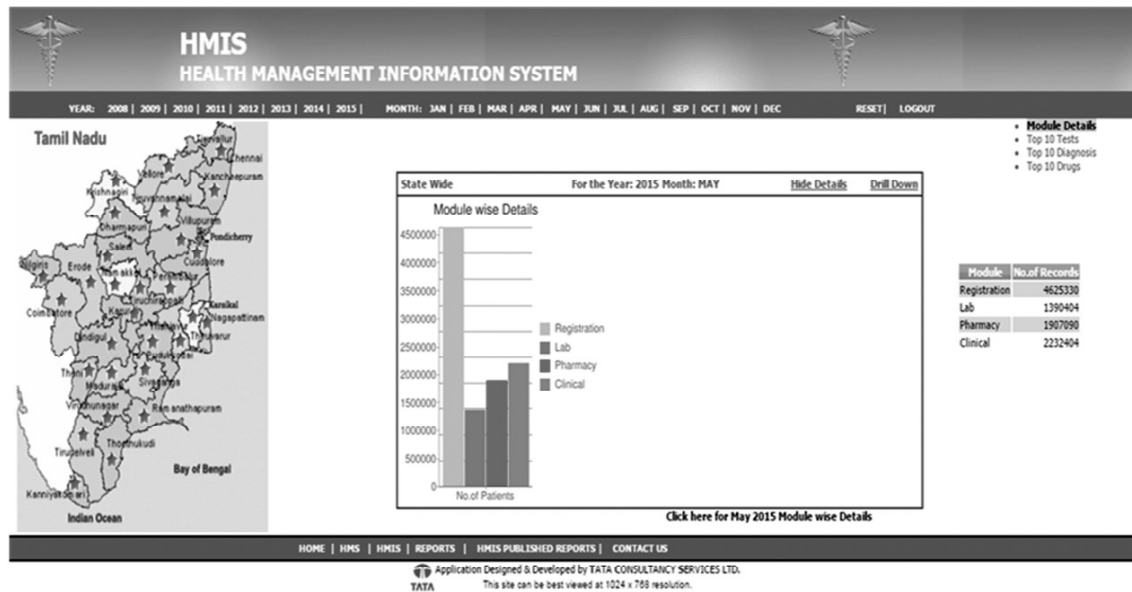 HMIS
HEALTH MANAGEMENT INFORMATION SYSTEM
YEAR: 2008 | 2009 | 2010 | 2011 | 2012 | 2013 | 2014 | 2015 | MONTH: JAN | FEB | MAR | APR | MAY | JUN | JUL | AUG | SEP | OCT | NOV | DEC RESET | LOGOUT
Tamil Nadu
Chennai
Vellore
Kancheepuram
Krishnagiri
Dharmapuri
Villupuram
Pondicherry
Salem
Cuddalore
Nilgiris
Erode
Coimbatore
Karur
Tiruchirappali
Karaikal
Nagapattinam
Dindigul
Thiruvarur
Theni
Madurai
Sivaganga
Virudhunagar
Ramanathapuram
Thoothukudi
Tirunelveli
Bay of Bengal
Kanniyakumari
Indian Ocean
State Wide For the Year: 2015 Month: MAY Hide Details Drill Down
Module wise Details
4500000
4000000
3500000
3000000
2500000
2000000
1500000
1000000
500000
0
No.of Patients
Registration
Lab
Pharmacy
Clinical
Click here for May 2015 Module wise Details
• Module Details
• Top 10 Tests
• Top 10 Diagnosis
• Top 10 Drugs
Module No.of Records
Registration 4625330
Lab 1390404
Pharmacy 1907090
Clinical 2232404
HOME | HMS | HMIS | REPORTS | HMIS PUBLISHED REPORTS | CONTACT US
TATA
Application Designed & Developed by TATA CONSULTANCY SERVICES LTD.
This site can be best viewed at 1024 x 768 resolution.